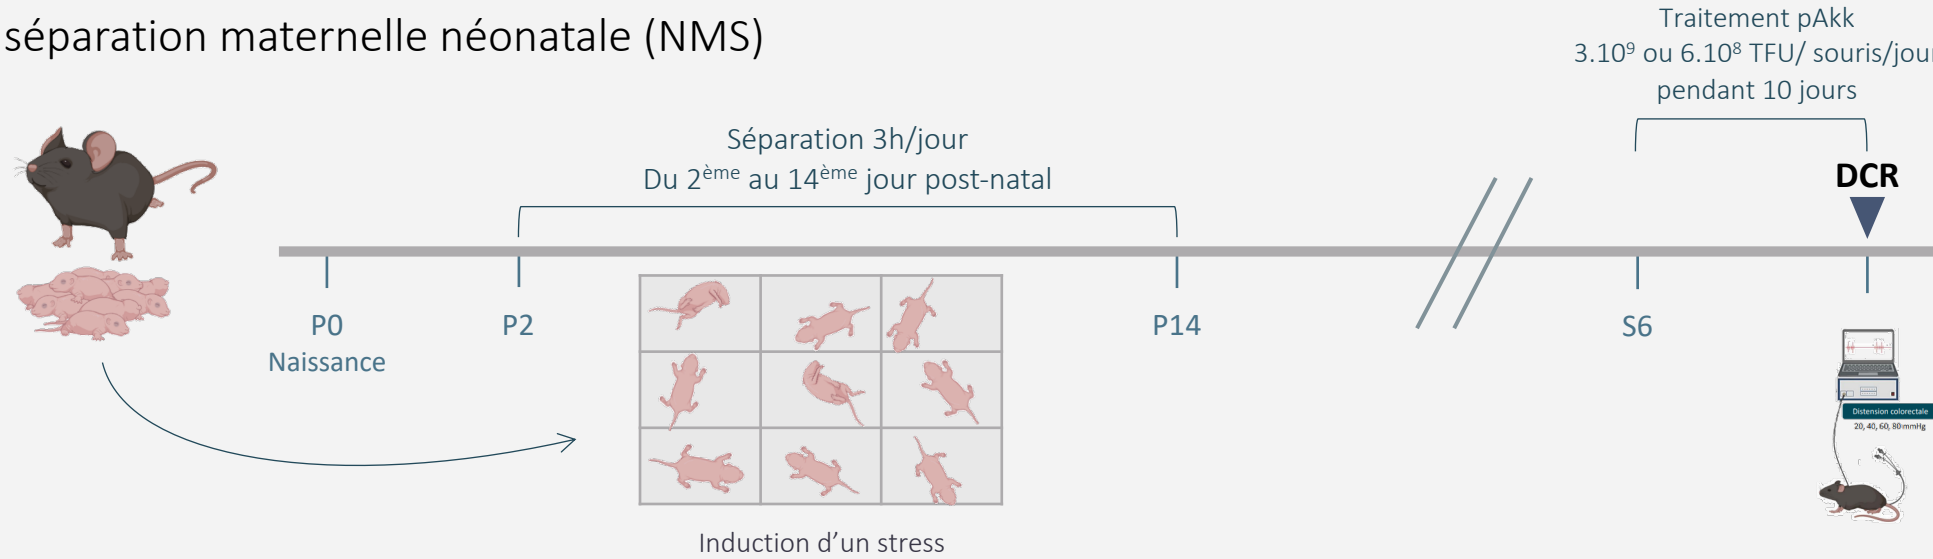 séparation maternelle néonatale (NMS)
Traitement pAkk
3.10⁹ ou 6.10⁸ TFU/ souris/jour
pendant 10 jours
Séparation 3h/jour
Du 2ème au 14ème jour post-natal
DCR
P0
Naissance
P2
P14
S6
Distension colorectale
20, 40, 60, 80 mmHg
Induction d’un stress